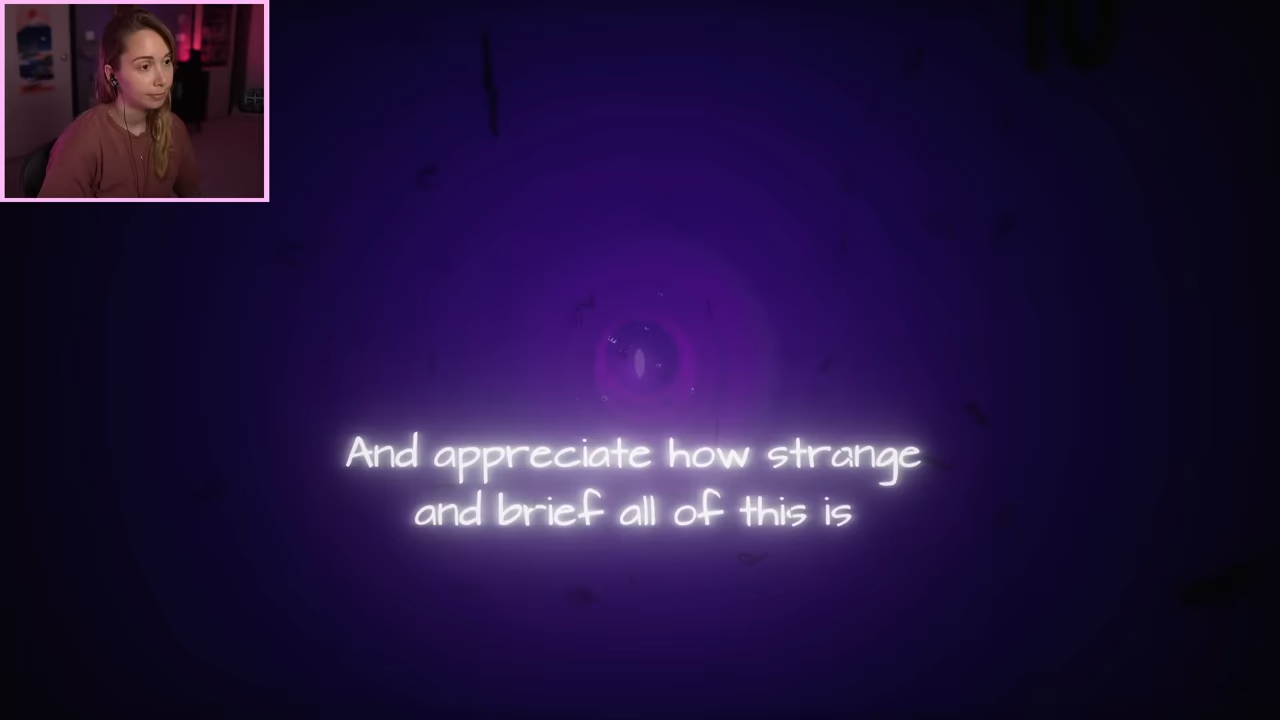 And appreciate how strange
and brief all of this is